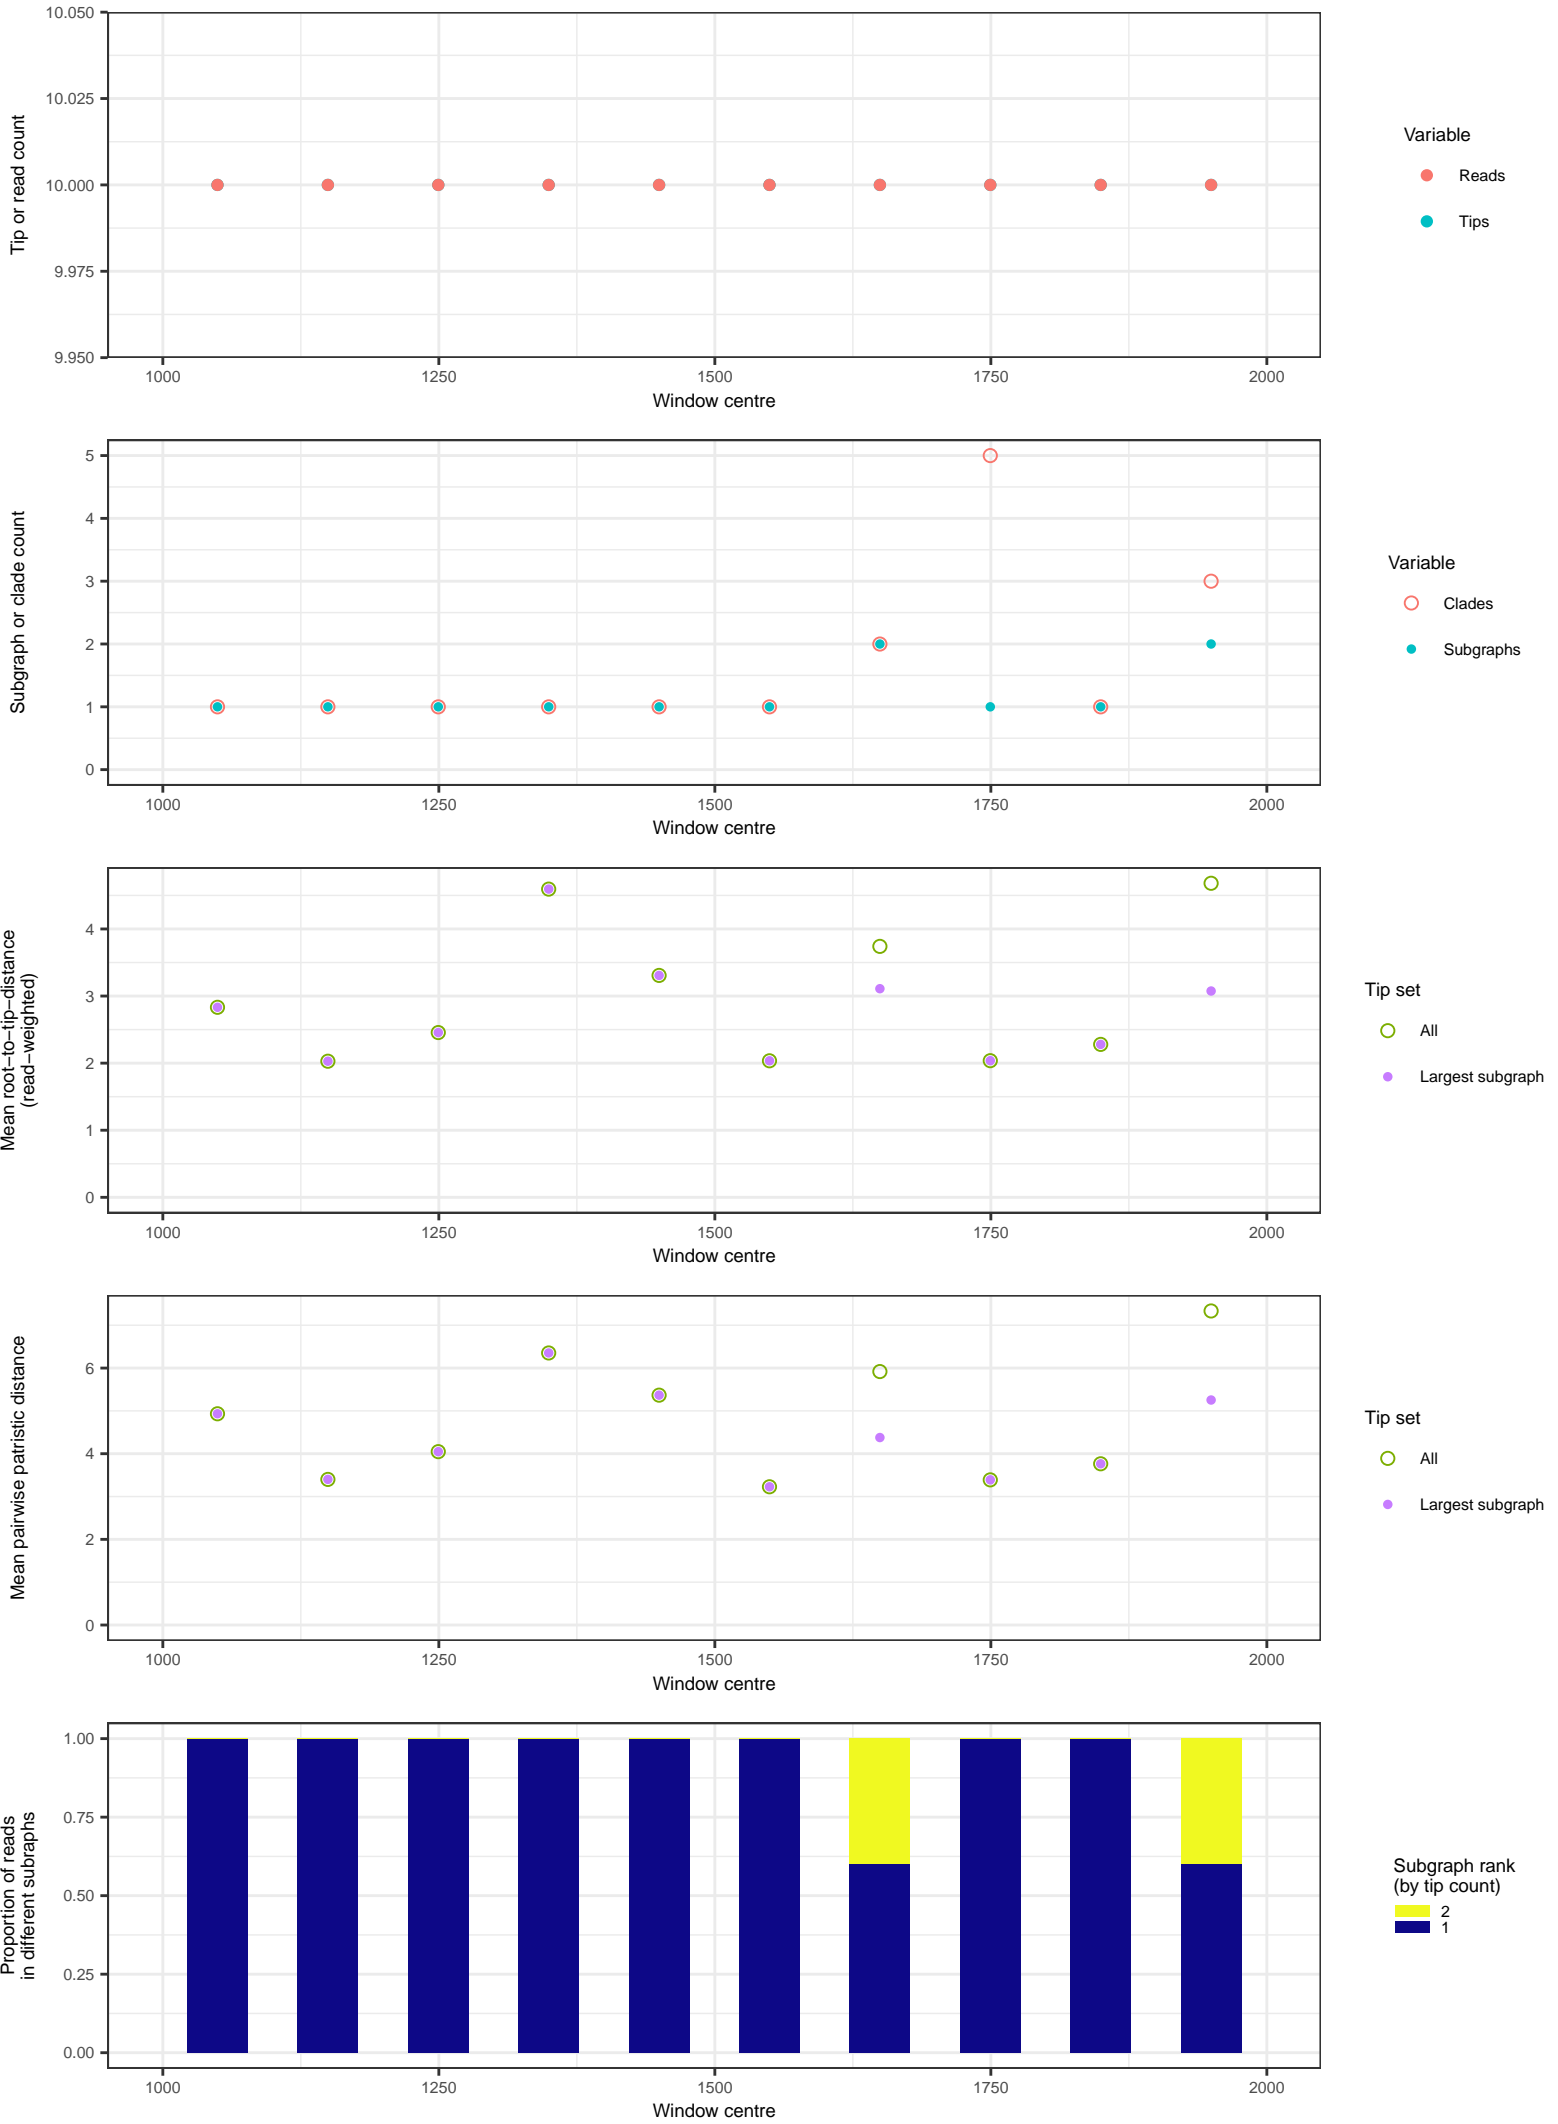 10.050
10.025
10.000
9.975
9.950
Tip or read count
1000 1250 1500 1750 2000
Window centre
Variable
Reads
Tips
5
4
3
2
1
0
Subgraph or clade count
1000 1250 1500 1750 2000
Window centre
Variable
Clades
Subgraphs
4
3
2
1
0
Mean root−to−tip−distance
(read−weighted)
1000 1250 1500 1750 2000
Window centre
Tip set
All
Largest subgraph
6
4
2
0
Mean pairwise patristic distance
1000 1250 1500 1750 2000
Window centre
Tip set
All
Largest subgraph
1.00
0.75
0.50
0.25
0.00
Proportion of reads
in different subraphs
1000 1250 1500 1750 2000
Window centre
Subgraph rank
(by tip count)
2
1